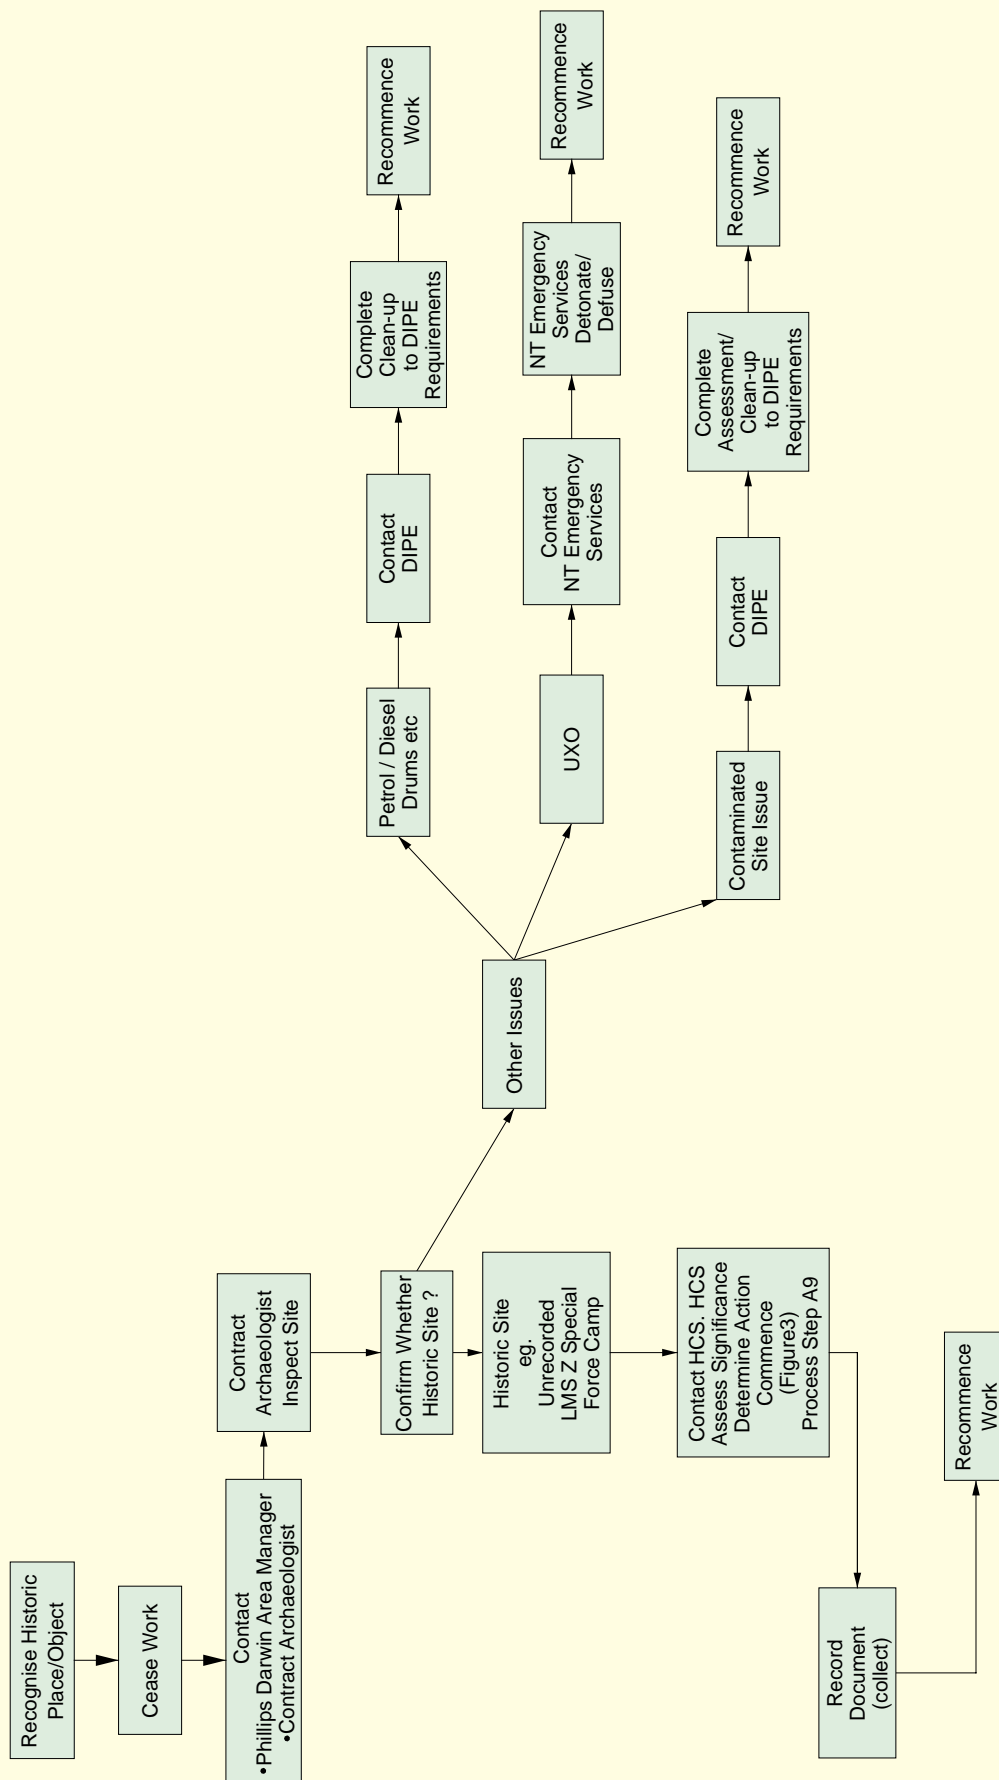 Recognise Historic
Place/Object
Cease Work
Contact
•Phillips Darwin Area Manager
•Contract Archaeologist
Contract
Archaeologist
Inspect Site
Confirm Whether
Historic Site ?
Historic Site
eg.
Unrecorded
LMS Z Special
Force Camp
Contact HCS. HCS
Assess Significance
Determine Action
Commence
(Figure3)
Process Step A9
Record
Document
(collect)
Recommence
Work
Other Issues
Petrol / Diesel
Drums etc
Contact
DIPE
Complete
Clean-up
to DIPE
Requirements
Recommence
Work
UXO
Contact
NT Emergency
Services
NT Emergency
Services
Detonate/
Defuse
Recommence
Work
Contaminated
Site Issue
Contact
DIPE
Complete
Assessment/
Clean-up
to DIPE
Requirements
Recommence
Work